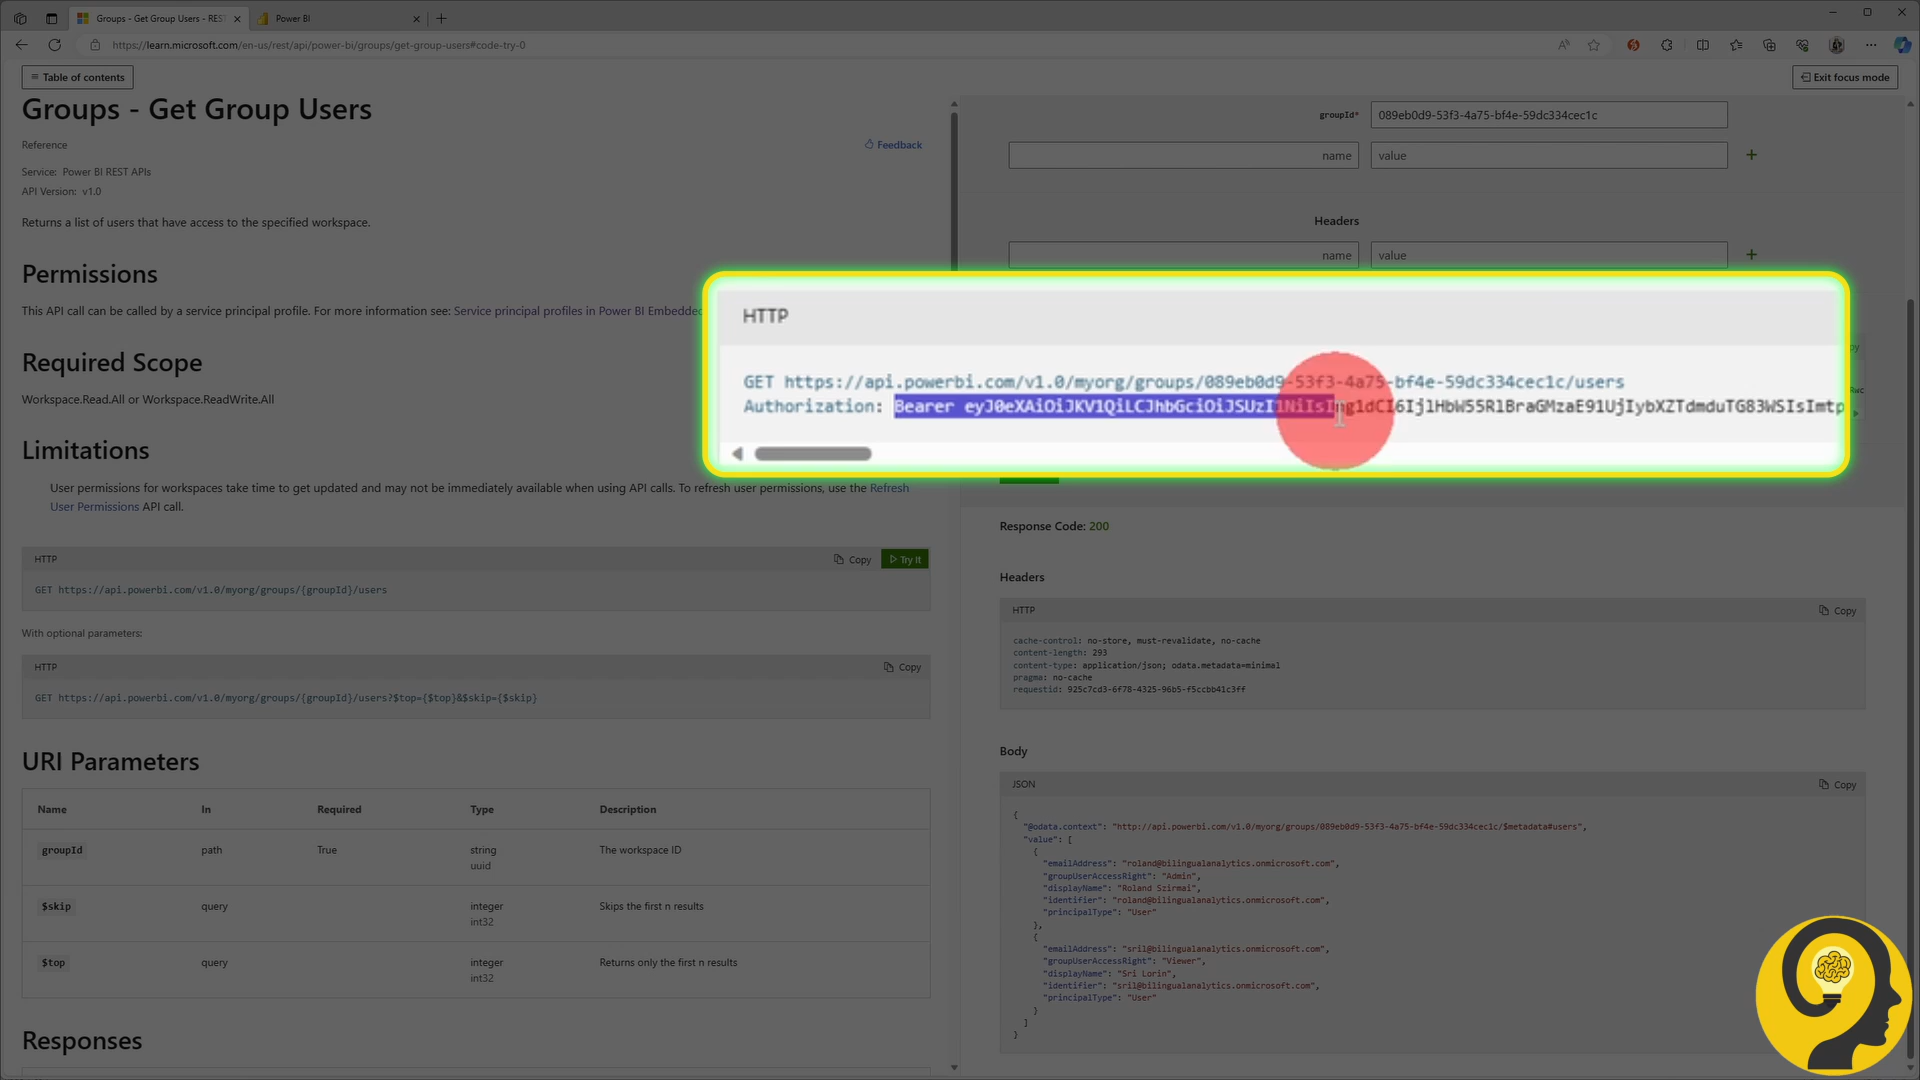 Groups - Get Group Users - REST
Power BI
https://learn.microsoft.com/en-us/rest/api/power-bi/groups/get-group-users#code-try-0
Table of contents
Exit focus mode
Groups - Get Group Users
Reference
Feedback
Service: Power BI REST APIs
API Version: v1.0
Returns a list of users that have access to the specified workspace.
Permissions
This API call can be called by a service principal profile. For more information see: Service principal profiles in Power BI Embedded
Required Scope
Workspace.Read.All or Workspace.ReadWrite.All
Limitations
User permissions for workspaces take time to get updated and may not be immediately available when using API calls. To refresh user permissions, use the Refresh
User Permissions API call.
HTTP
Copy
Try It
GET https://api.powerbi.com/v1.0/myorg/groups/{groupId}/users
With optional parameters:
HTTP
Copy
GET https://api.powerbi.com/v1.0/myorg/groups/{groupId}/users?$top={$top}&$skip={$skip}
URI Parameters
Name In Required Type Description
groupId path True string The workspace ID
uuid
$skip query integer Skips the first n results
int32
$top query integer Returns only the first n results
int32
Responses
groupId* 089eb0d9-53f3-4a75-bf4e-59dc334cec1c
name value
Headers
name value
HTTP
GET https://api.powerbi.com/v1.0/myorg/groups/089eb0d9-53f3-4a75-bf4e-59dc334cec1c/users
Authorization: Bearer
Response Code: 200
Headers
HTTP
Copy
cache-control: no-store, must-revalidate, no-cache
content-length: 293
content-type: application/json; odata.metadata=minimal
pragma: no-cache
requestid: 925c7cd3-6f78-4325-96b5-f5ccbb41c3ff
Body
JSON
Copy
{
"@odata.context": "http://api.powerbi.com/v1.0/myorg/groups/089eb0d9-53f3-4a75-bf4e-59dc334cec1c/$metadata#users",
"value": [
{
"emailAddress": "roland@bilingualanalytics.onmicrosoft.com",
"groupUserAccessRight": "Admin",
"displayName": "Roland Szirmai",
"identifier": "roland@bilingualanalytics.onmicrosoft.com",
"principalType": "User"
},
{
"emailAddress": "sril@bilingualanalytics.onmicrosoft.com",
"groupUserAccessRight": "Viewer",
"displayName": "Sri Lorin",
"identifier": "sril@bilingualanalytics.onmicrosoft.com",
"principalType": "User"
}
]
}